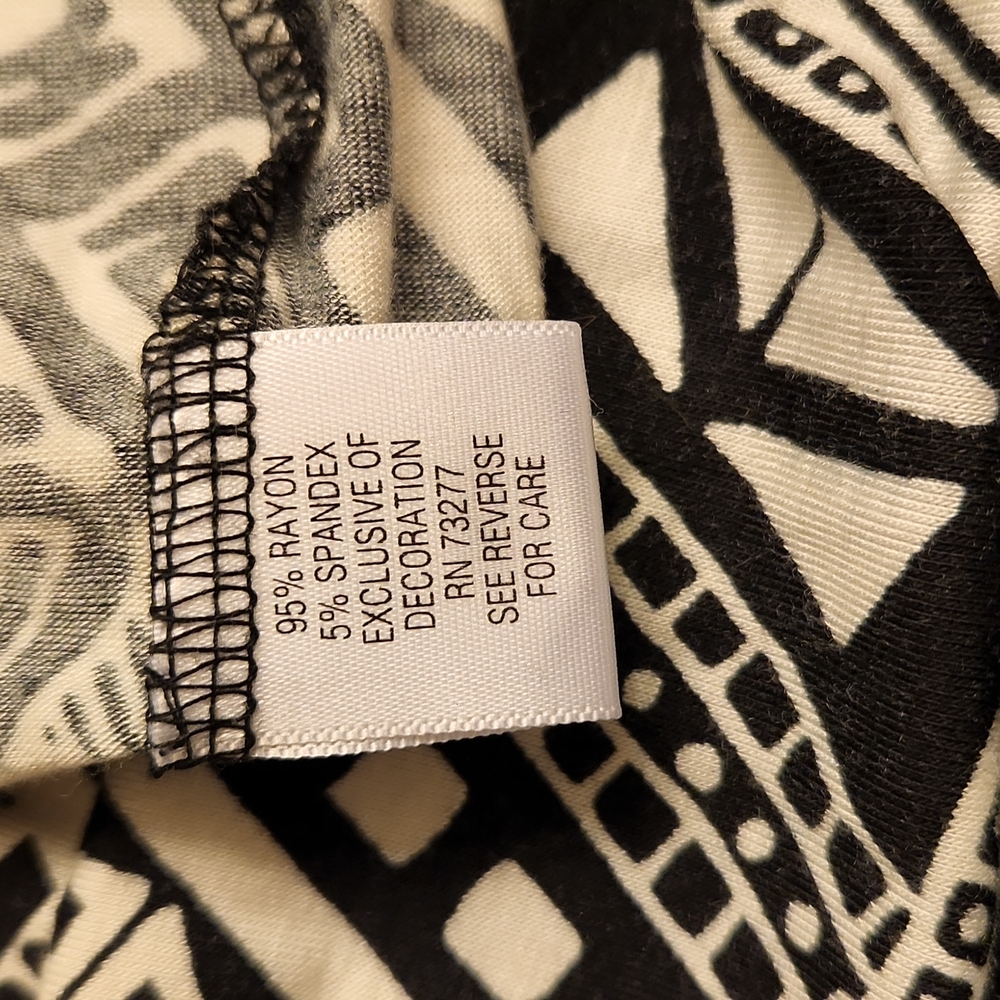 95% RAYON
5% SPANDEX
EXCLUSIVE OF
DECORATION
RN 73277
SEE REVERSE
FOR CARE